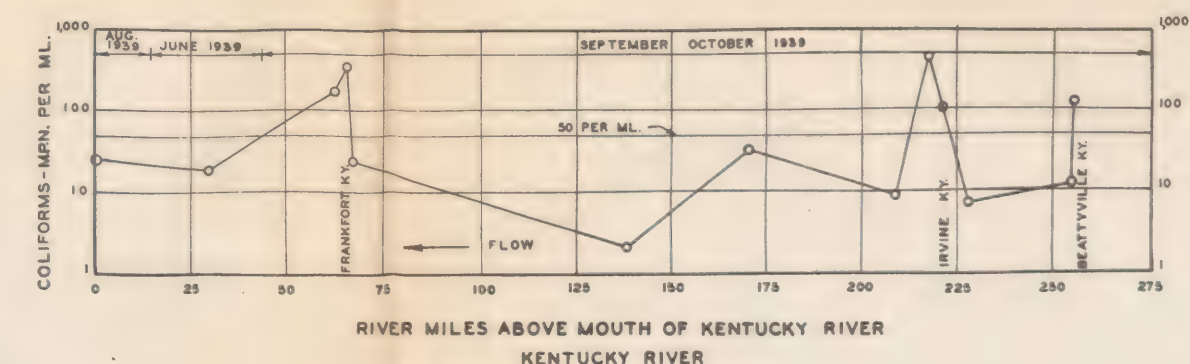 1,000
AUG.
1939
JUNE 1939
SEPTEMBER OCTOBER 1939
1,000
100
100
50 PER ML.
10
10
1
1
COLIFORMS-M.P.N. PER ML.
FRANKFORT KY.
FLOW
IRVINE KY.
BEATTYVILLE KY.
0 25 50 75 100 125 150 175 200 225 250 275
RIVER MILES ABOVE MOUTH OF KENTUCKY RIVER
KENTUCKY RIVER